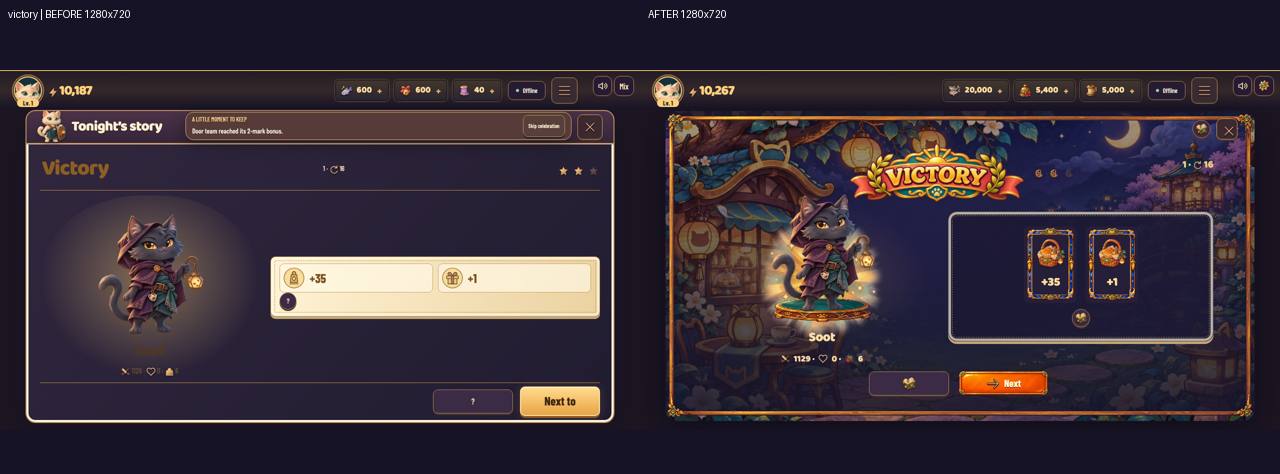 victory | BEFORE 1280x720
AFTER 1280x720
10,187
600 +
600 +
40 +
Offline
Mix
Lv. 1
Tonight's story
A LITTLE MOMENT TO KEEP
Door team reached its 2-mark bonus.
Skip celebration
Victory
1 · 16
+35
+1
?
?
Next to
10,267
20,000 +
5,400 +
5,000 +
Offline
Lv. 1
VICTORY
1 · 16
+35
+1
Soot
1129 · 0 · 6
Next